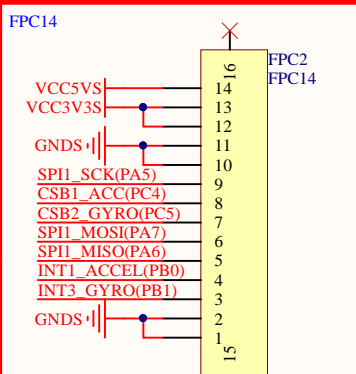 FPC14
16
FPC2
FPC14
VCC5VS 14
VCC3V3S 13
12
GNDS 11
10
SPI1_SCK(PA5) 9
CSB1_ACC(PC4) 8
CSB2_GYRO(PC5) 7
SPI1_MOSI(PA7) 6
SPI1_MISO(PA6) 5
INT1_ACCEL(PB0) 4
INT3_GYRO(PB1) 3
GNDS 2
1
15